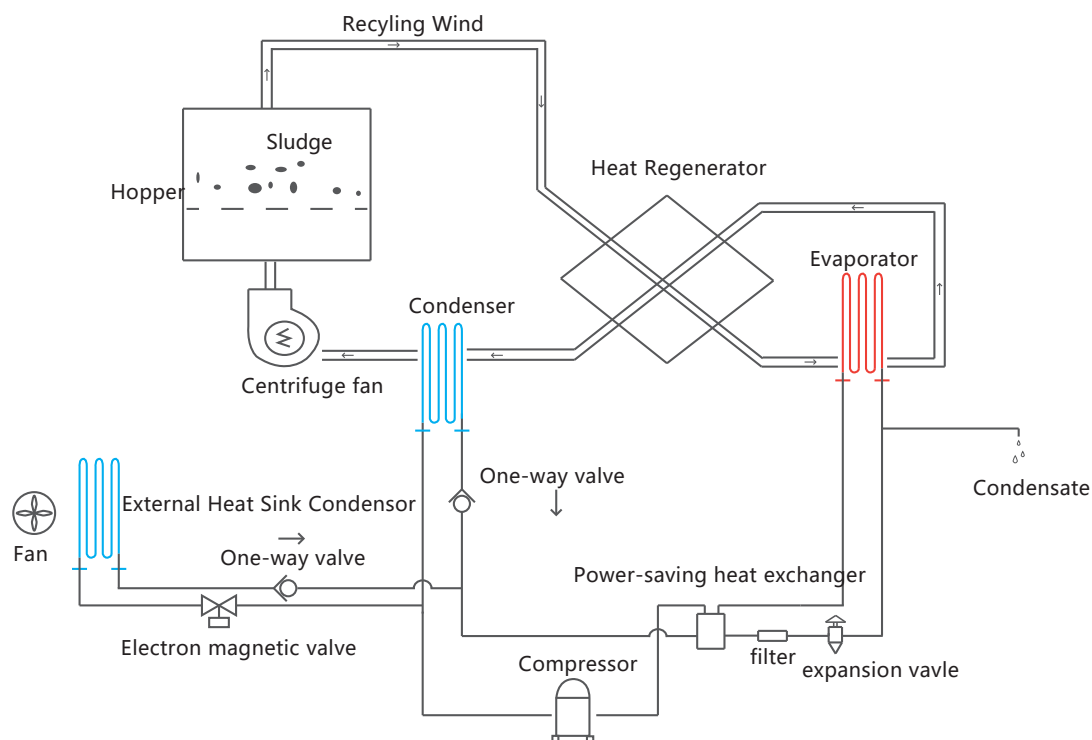 Recyling Wind
Sludge
Hopper
Heat Regenerator
Evaporator
Condenser
Centrifuge fan
One-way valve
Condensate
External Heat Sink Condensor
Fan
One-way valve
Power-saving heat exchanger
Electron magnetic valve
Compressor
filter
expansion vavle